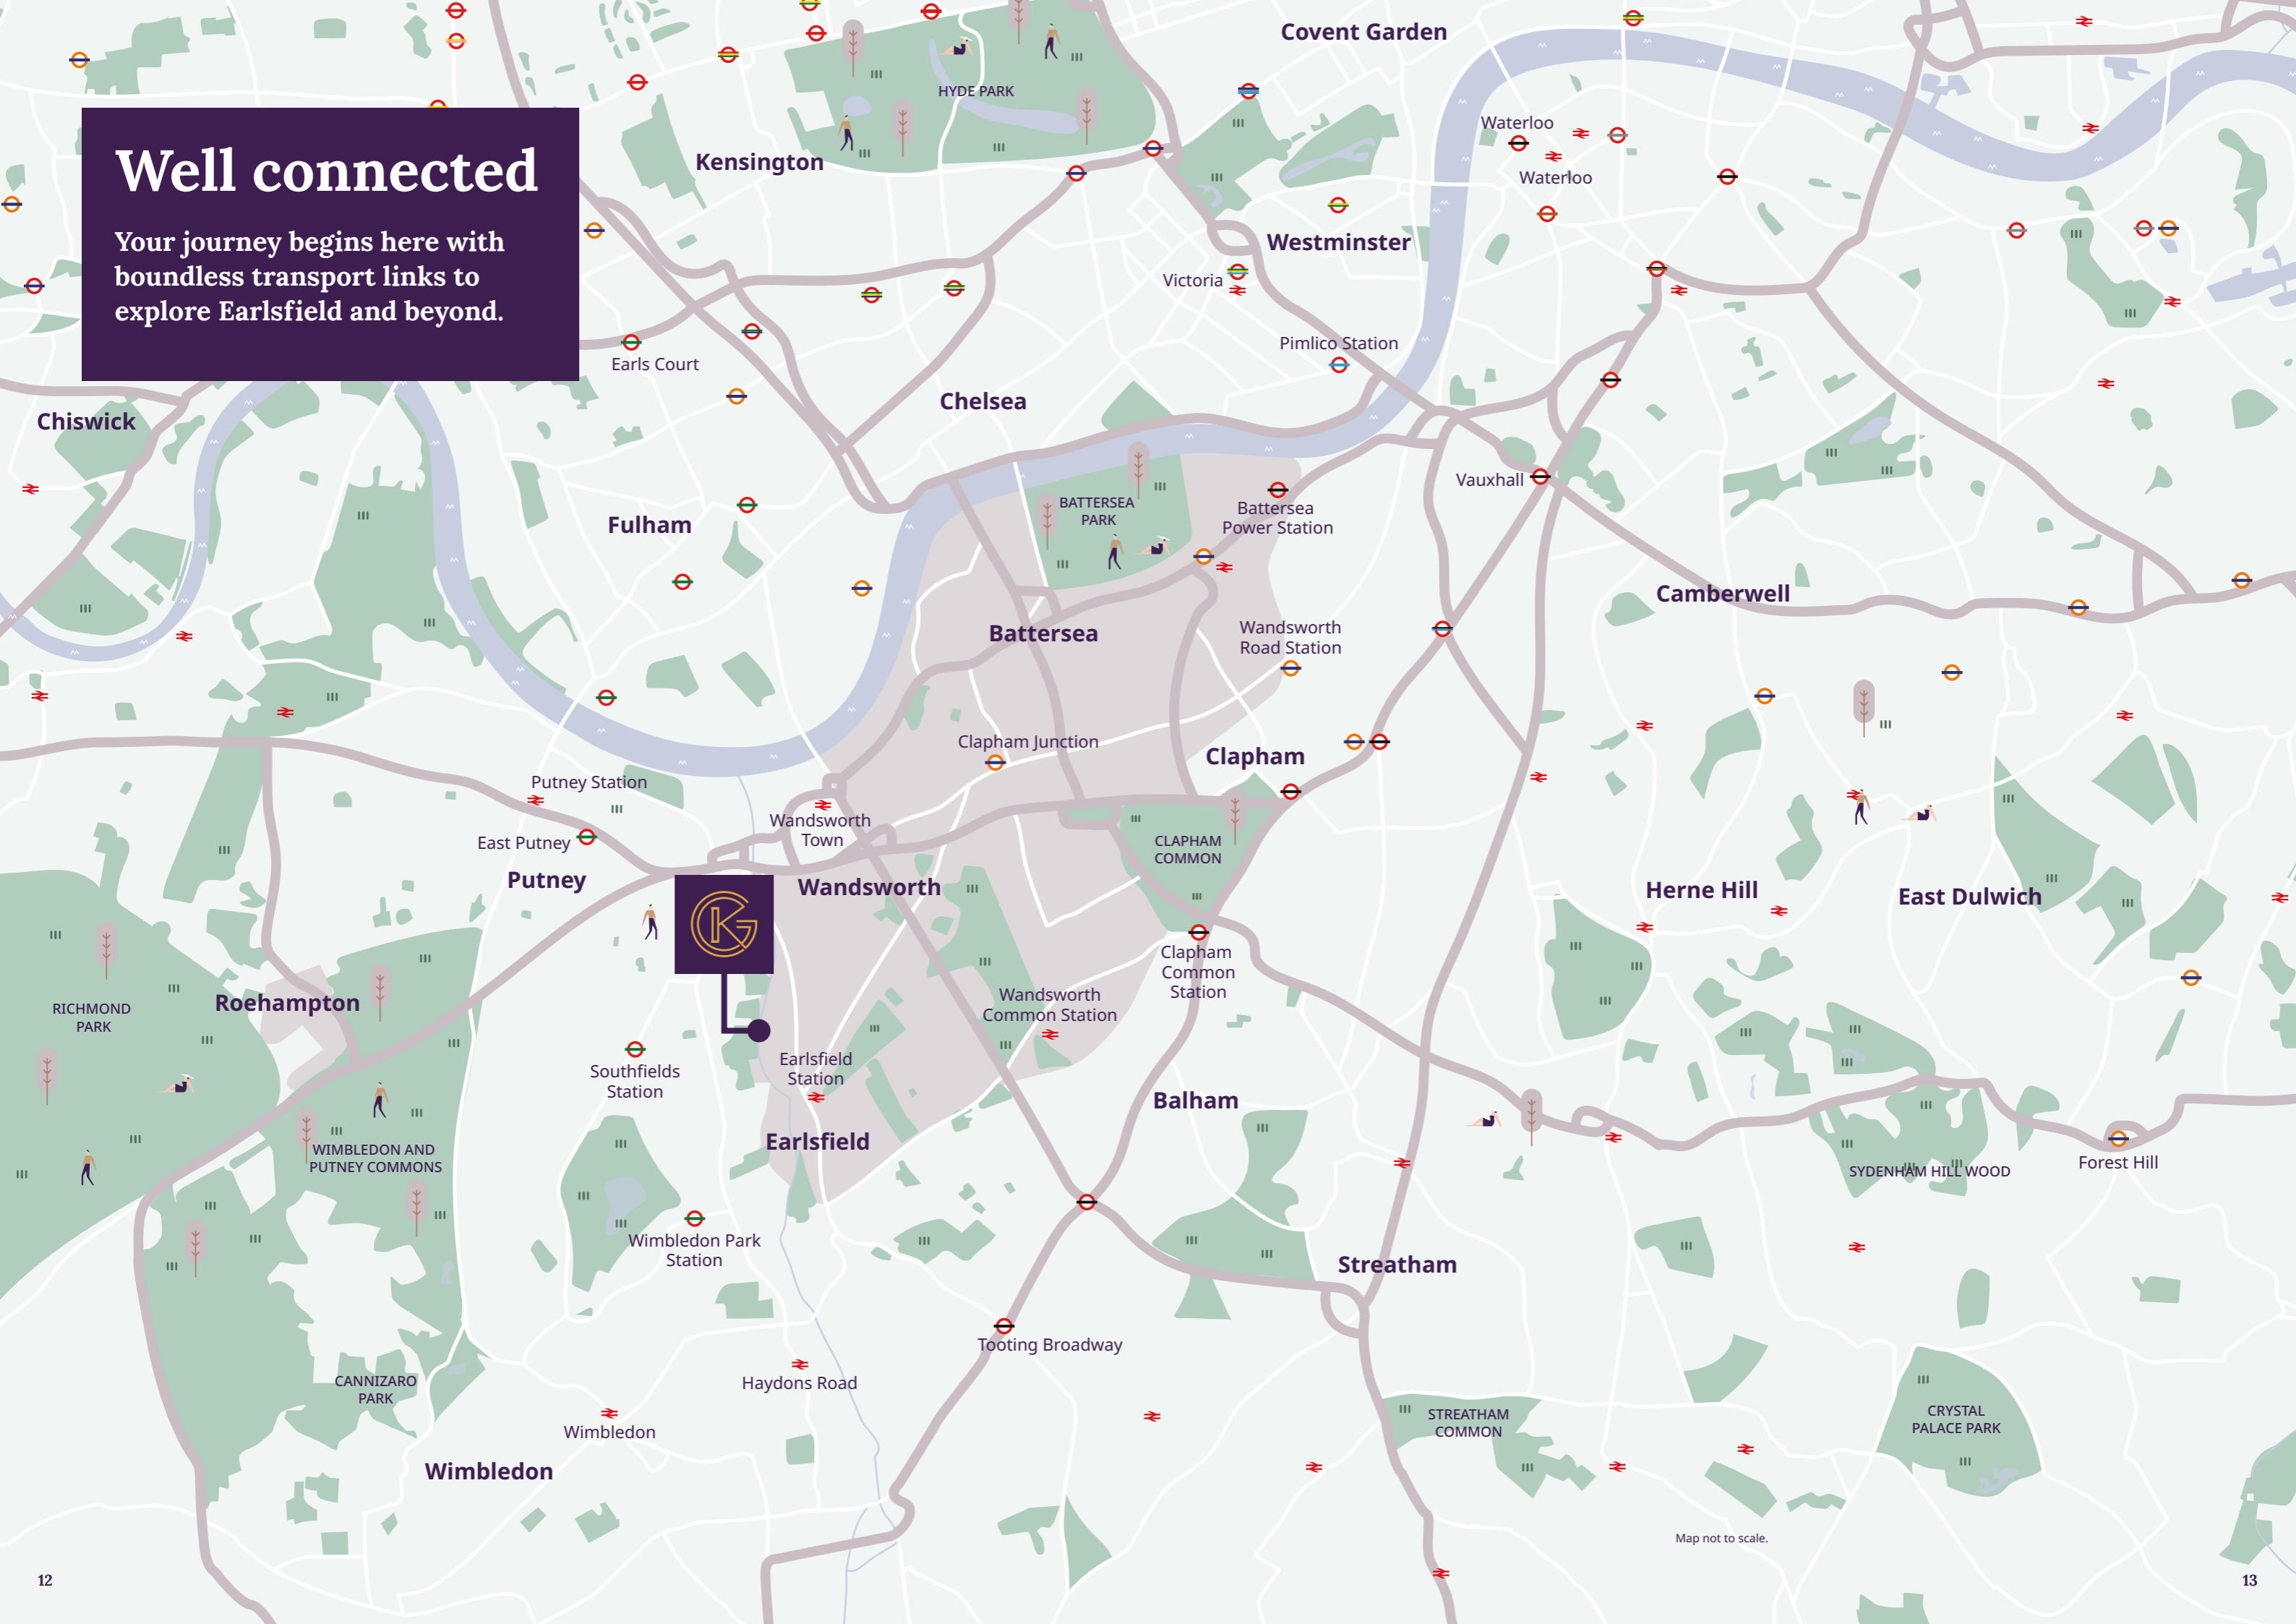 Well connected
Your journey begins here with
boundless transport links to
explore Earlsfield and beyond.
Covent Garden
HYDE PARK
Kensington
Waterloo
Waterloo
Westminster
Victoria
Pimlico Station
Earls Court
Chelsea
Chiswick
Vauxhall
BATTERSEA
PARK
Battersea
Power Station
Fulham
Camberwell
Battersea
Wandsworth
Road Station
Clapham Junction
Clapham
Putney Station
East Putney
Putney
Wandsworth
Town
CLAPHAM
COMMON
Wandsworth
Herne Hill
East Dulwich
GK
Clapham
Common
Station
Wandsworth
Common Station
Roehampton
RICHMOND
PARK
Southfields
Station
Earlsfield
Station
Balham
Earlsfield
WIMBLEDON AND
PUTNEY COMMONS
SYDENHAM HILL WOOD
Forest Hill
Wimbledon Park
Station
Streatham
Tooting Broadway
Haydons Road
CANNIZARO
PARK
Wimbledon
Wimbledon
STREATHAM
COMMON
CRYSTAL
PALACE PARK
Map not to scale.
12
13